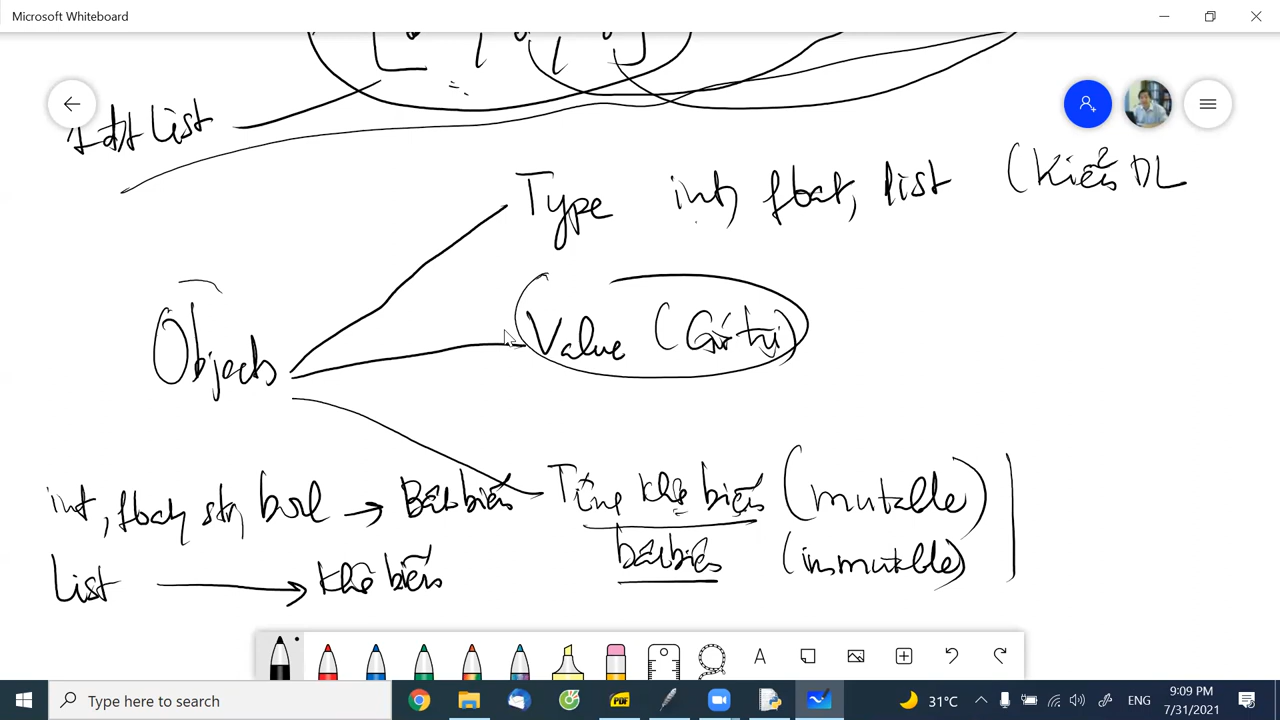 Microsoft Whiteboard
List
Type int, float, list (Kiểu DL
Objects
Value (Giá trị)
int, float, str, bool → Bất biến
Tính khả biến (mutable)
bất biến (inmutable)
List → khả biến
Type here to search
31°C
ENG
9:09 PM
7/31/2021